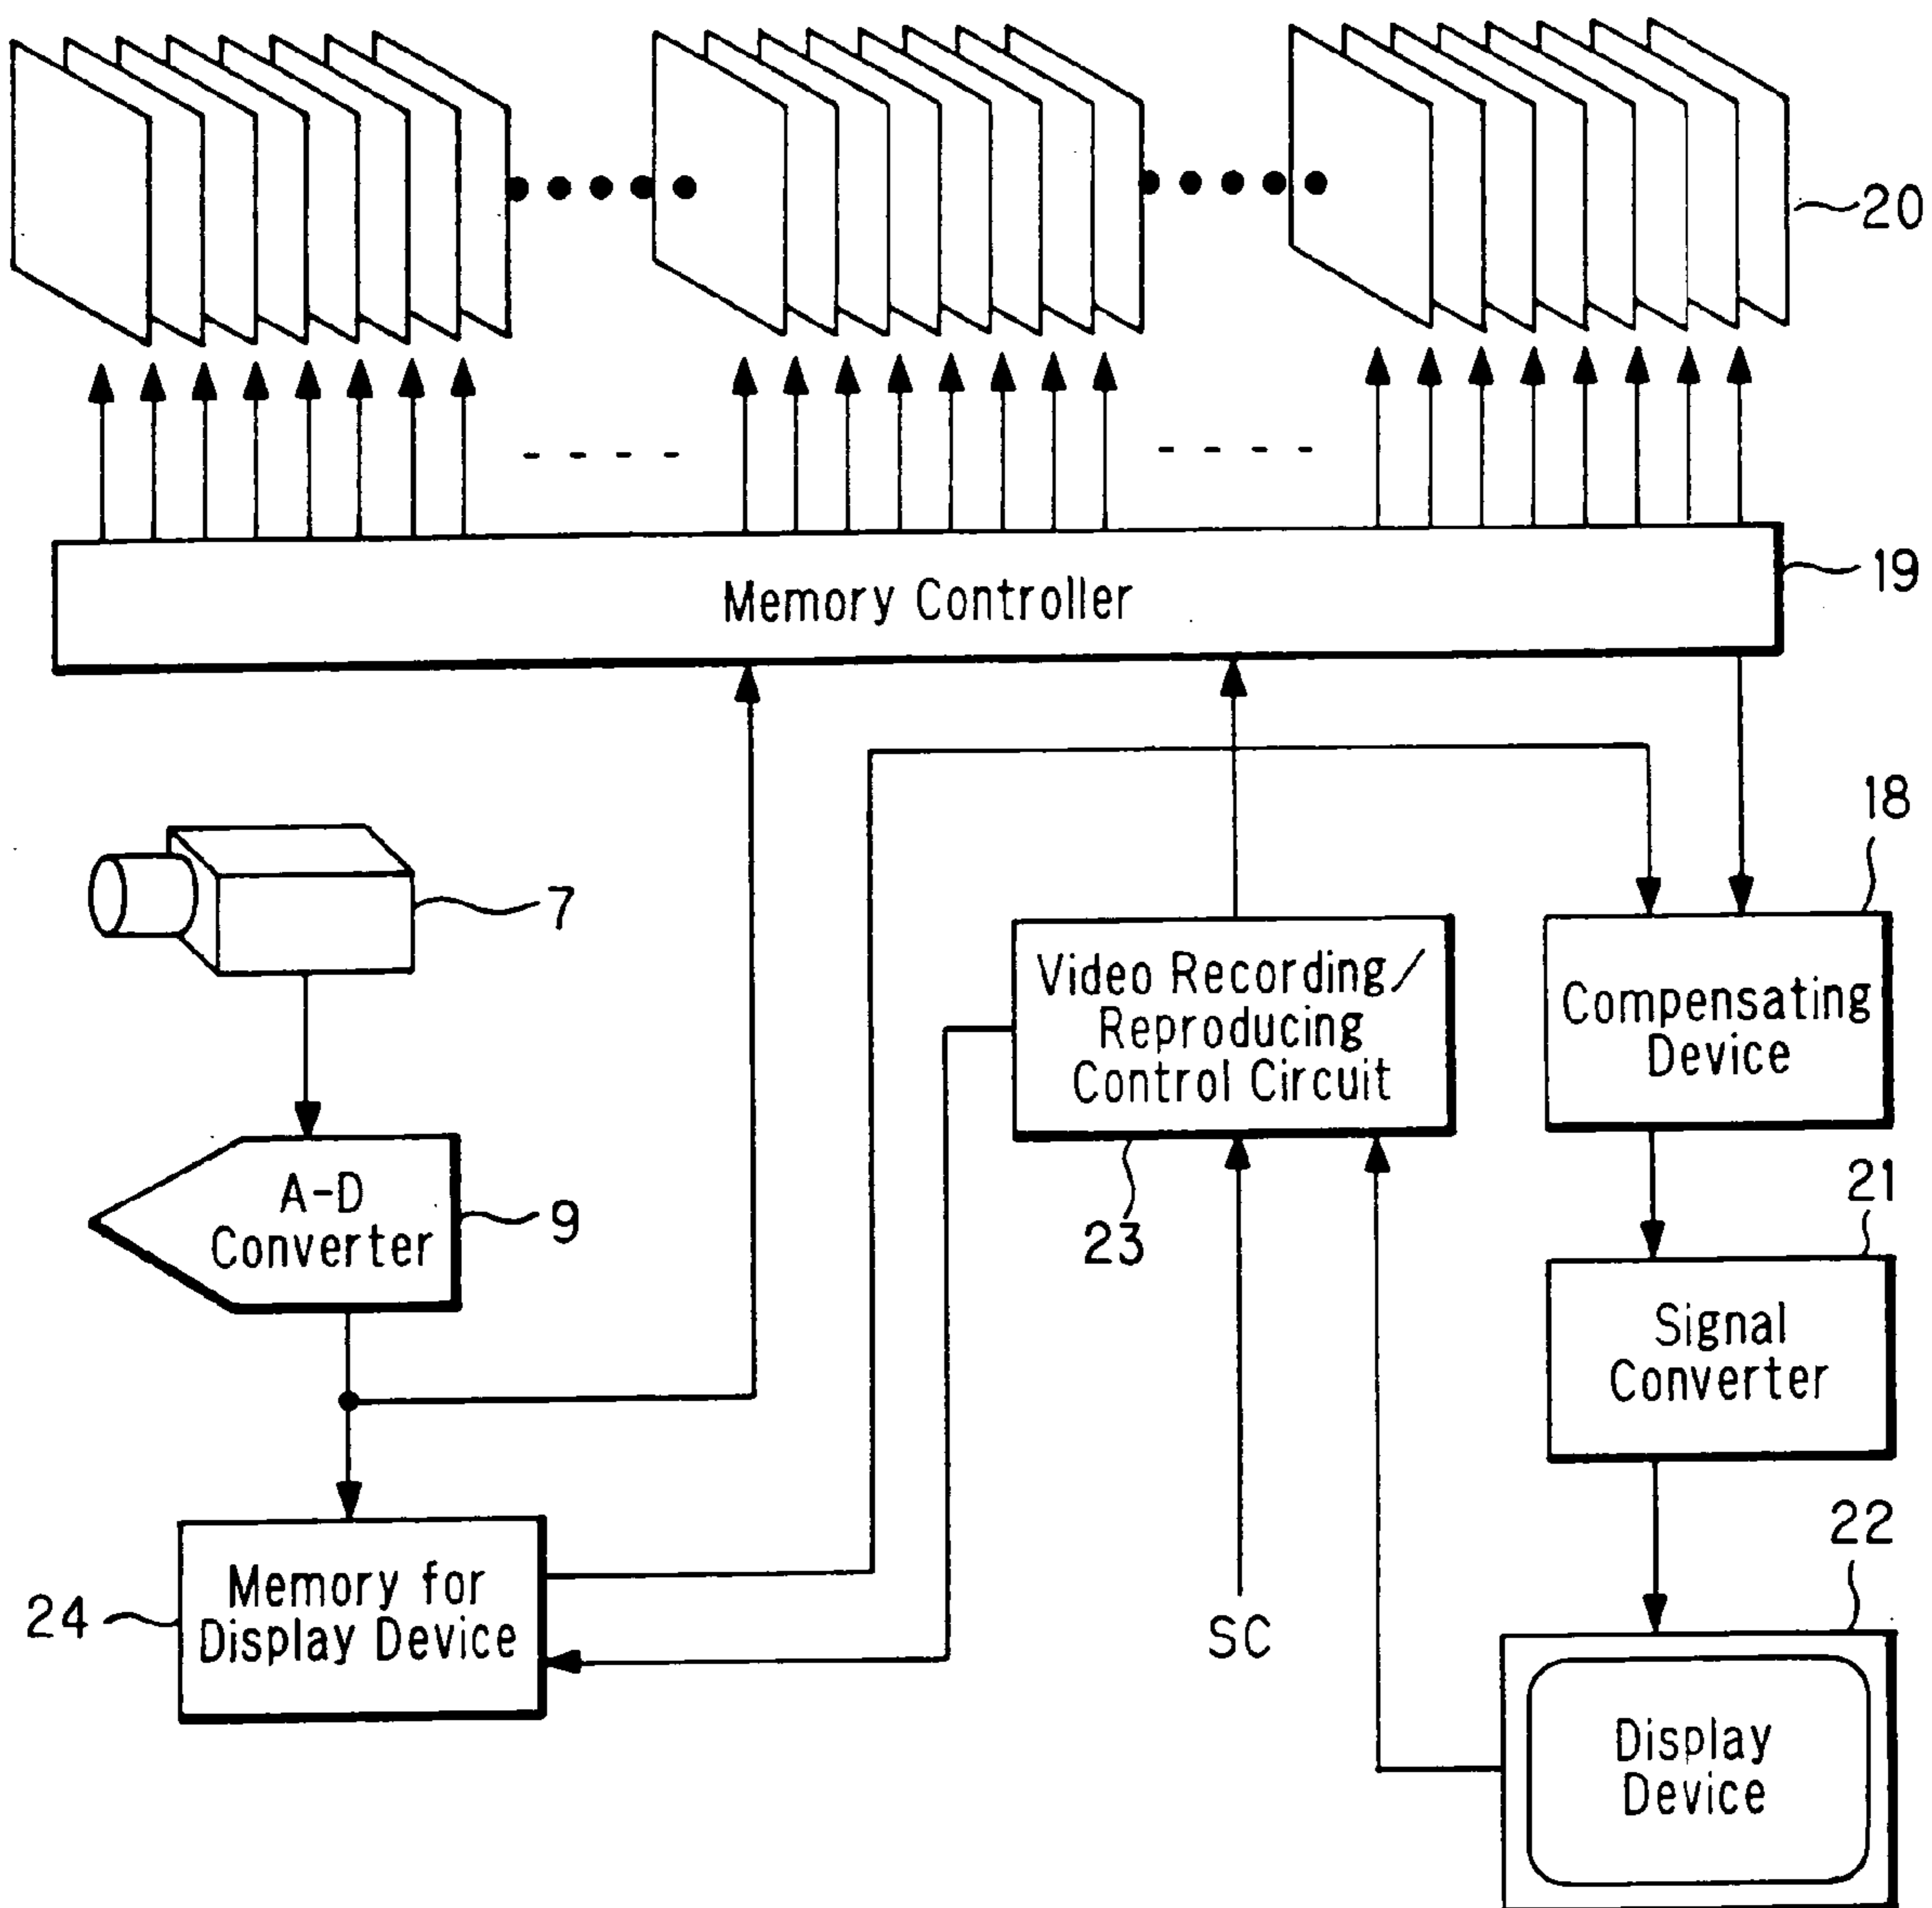 20
Memory Controller
19
18
7
Video Recording/
Reproducing
Control Circuit
Compensating
Device
A-D
Converter
9
23
21
Signal
Converter
22
24
Memory for
Display Device
SC
Display
Device